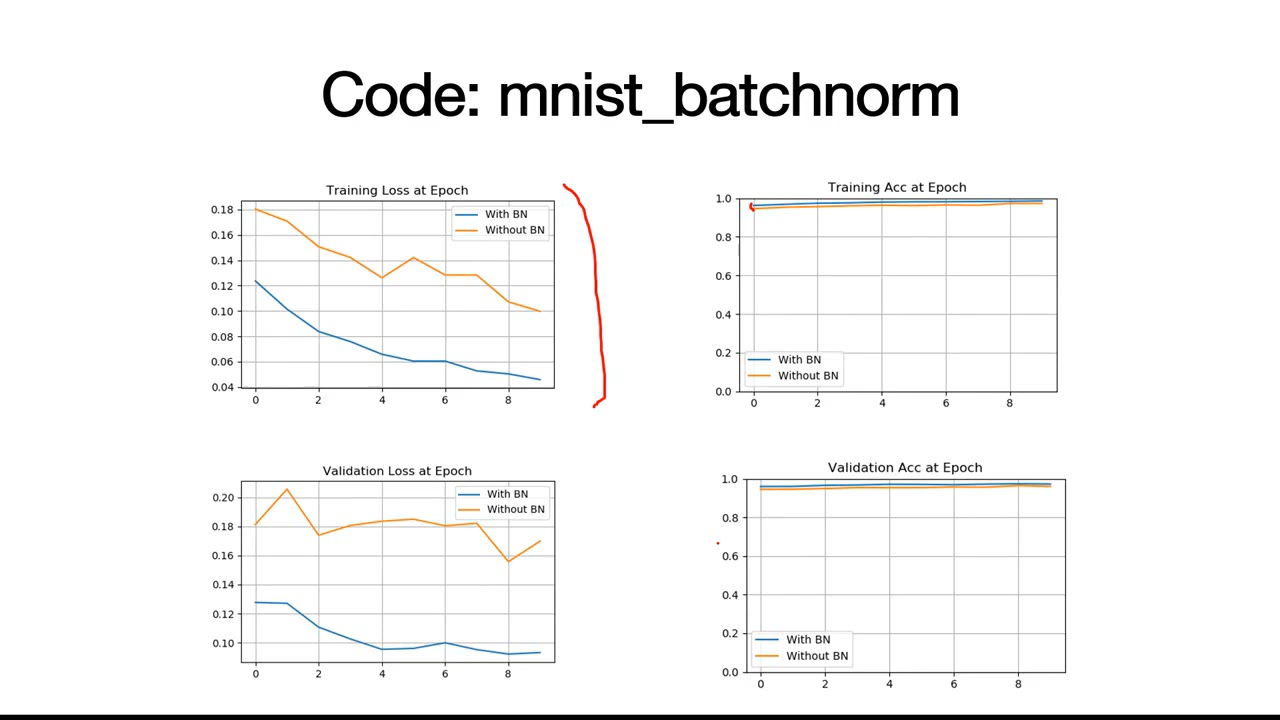 Code: mnist_batchnorm
Training Loss at Epoch
0.18
0.16
0.14
0.12
0.10
0.08
0.06
0.04
With BN
Without BN
0 2 4 6 8
Training Acc at Epoch
1.0
0.8
0.6
0.4
0.2
0.0
With BN
Without BN
0 2 4 6 8
Validation Loss at Epoch
0.20
0.18
0.16
0.14
0.12
0.10
With BN
Without BN
0 2 4 6 8
Validation Acc at Epoch
1.0
0.8
0.6
0.4
0.2
0.0
With BN
Without BN
0 2 4 6 8